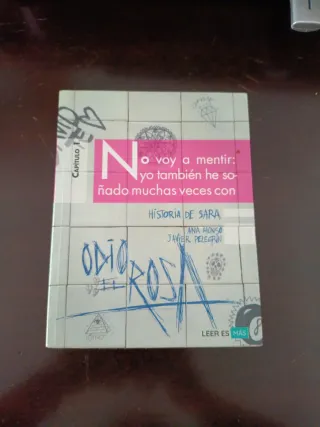 CAPÍTULO 1
No voy a mentir:
yo también he so-
ñado muchas veces con
HISTORIA DE SARA
ANA ALONSO
JAVIER PELEGRÍN
ODIO
EL
ROSA
LEER ES MÁS
8